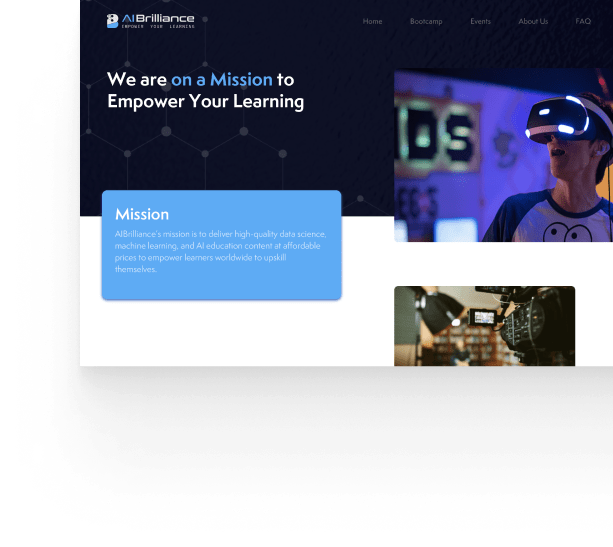 AIBrilliance
EMPOWER YOUR LEARNING
Home Bootcamp Events About Us FAQ
We are on a Mission to
Empower Your Learning
Mission
AIBrilliance's mission is to deliver high-quality data science,
machine learning, and AI education content at affordable
prices to empower learners worldwide to upskill
themselves.